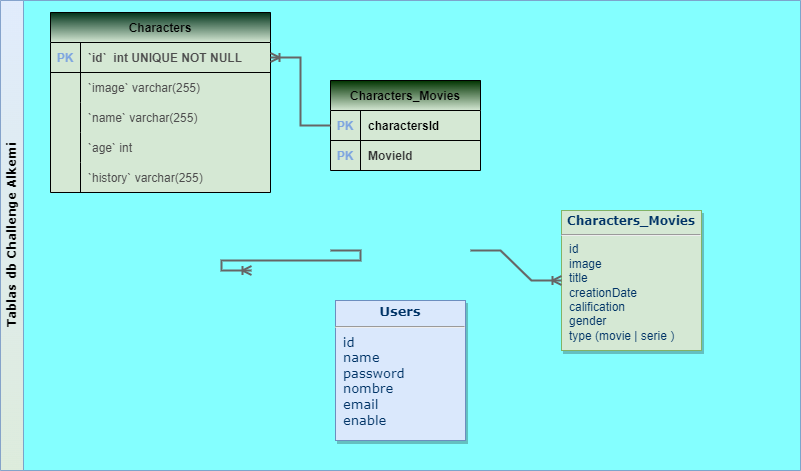 Tablas db Challenge Alkemi
Characters
PK `id` int UNIQUE NOT NULL
`image` varchar(255)
`name` varchar(255)
`age` int
`history` varchar(255)
Characters_Movies
PK charactersId
PK MovieId
Characters_Movies
id
image
title
creationDate
calification
gender
type (movie | serie )
Users
id
name
password
nombre
email
enable